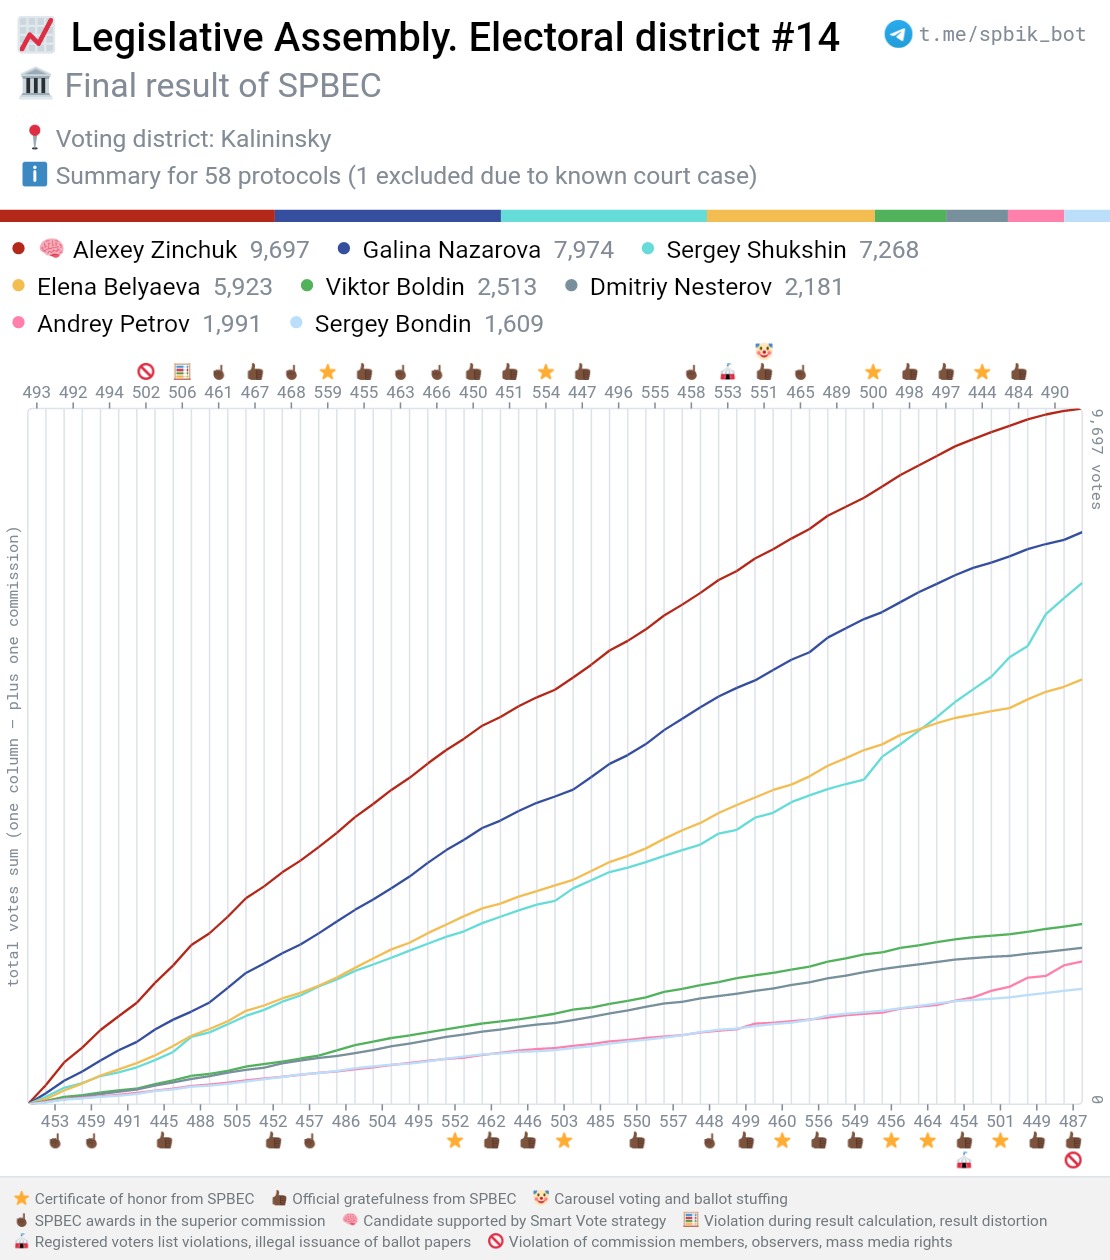 Legislative Assembly. Electoral district #14
t.me/spbik_bot
Final result of SPBEC
Voting district: Kalininsky
Summary for 58 protocols (1 excluded due to known court case)
Alexey Zinchuk 9,697 Galina Nazarova 7,974 Sergey Shukshin 7,268
Elena Belyaeva 5,923 Viktor Boldin 2,513 Dmitriy Nesterov 2,181
Andrey Petrov 1,991 Sergey Bondin 1,609
493 492 494 502 506 461 467 468 559 455 463 466 450 451 554 447 496 555 458 553 551 465 489 500 498 497 444 484 490
9,697 votes
total votes sum (one column – plus one commission)
0
453 459 491 445 488 505 452 457 486 504 495 552 462 446 503 485 550 557 448 499 460 556 549 456 464 454 501 449 487
Certificate of honor from SPBEC Official gratefulness from SPBEC Carousel voting and ballot stuffing
SPBEC awards in the superior commission Candidate supported by Smart Vote strategy Violation during result calculation, result distortion
Registered voters list violations, illegal issuance of ballot papers Violation of commission members, observers, mass media rights